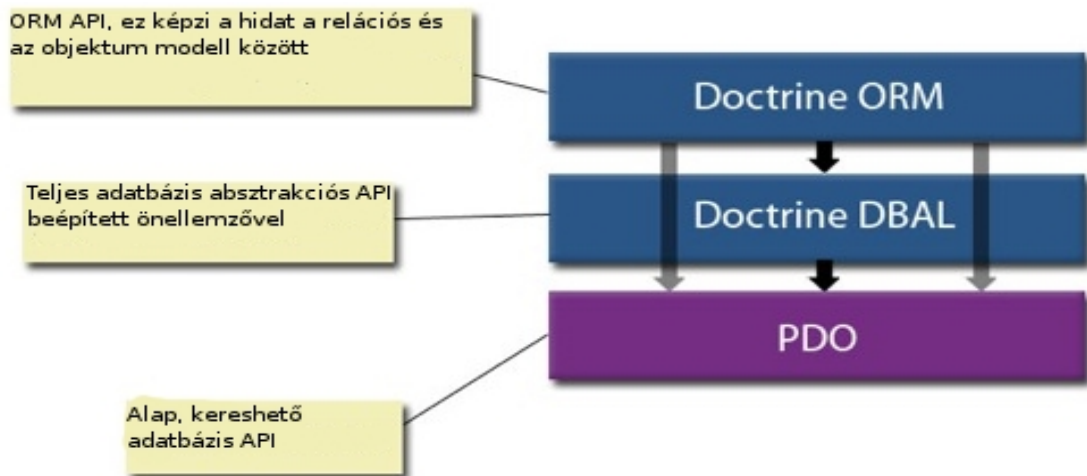 ORM API, ez képzi a hidat a relációs és
az objektum modell között
Doctrine ORM
Teljes adatbázis absztrakciós API
beépített önellemzővel
Doctrine DBAL
PDO
Alap, kereshető
adatbázis API